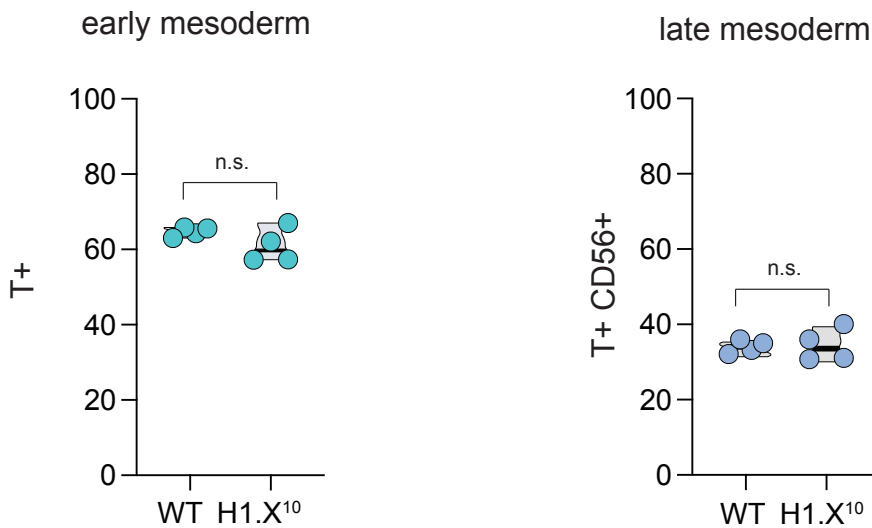 early mesoderm
T+
100
80
60
40
20
0
n.s.
WT H1.X¹⁰
late mesoderm
T+ CD56+
100
80
60
40
20
0
n.s.
WT H1.X¹⁰